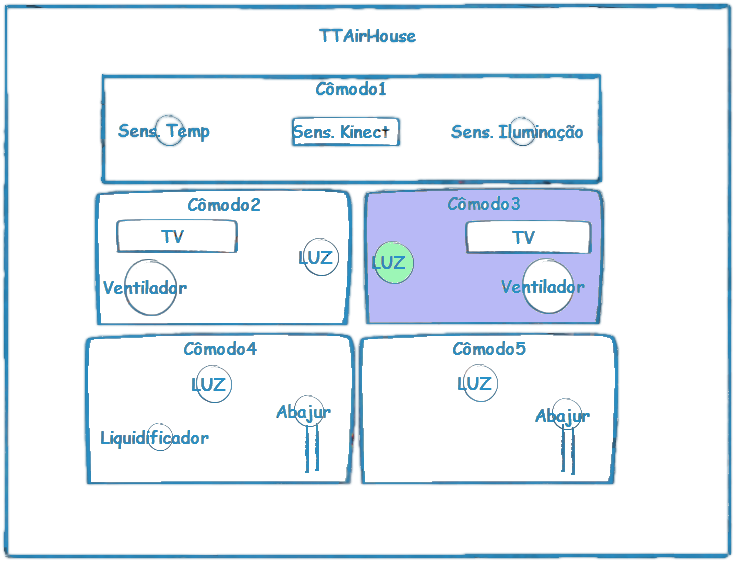 TTAirHouse
Cômodo1
Sens. Temp
Sens. Kinect
Sens. Iluminação
Cômodo2
TV
LUZ
Ventilador
Cômodo3
TV
LUZ
Ventilador
Cômodo4
LUZ
Abajur
Liquidificador
Cômodo5
LUZ
Abajur